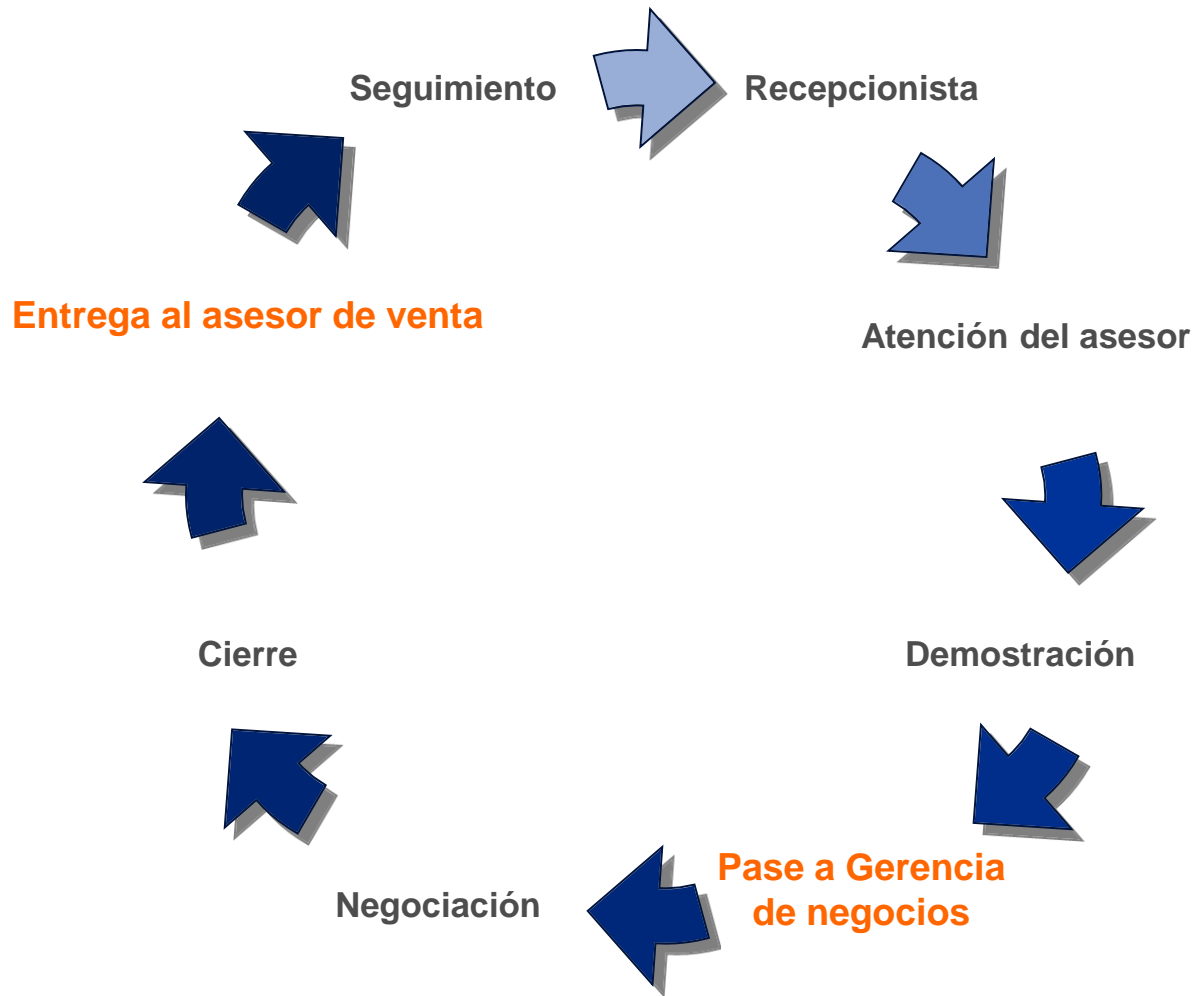 Seguimiento
Recepcionista
Entrega al asesor de venta
Atención del asesor
Cierre
Demostración
Pase a Gerencia
de negocios
Negociación